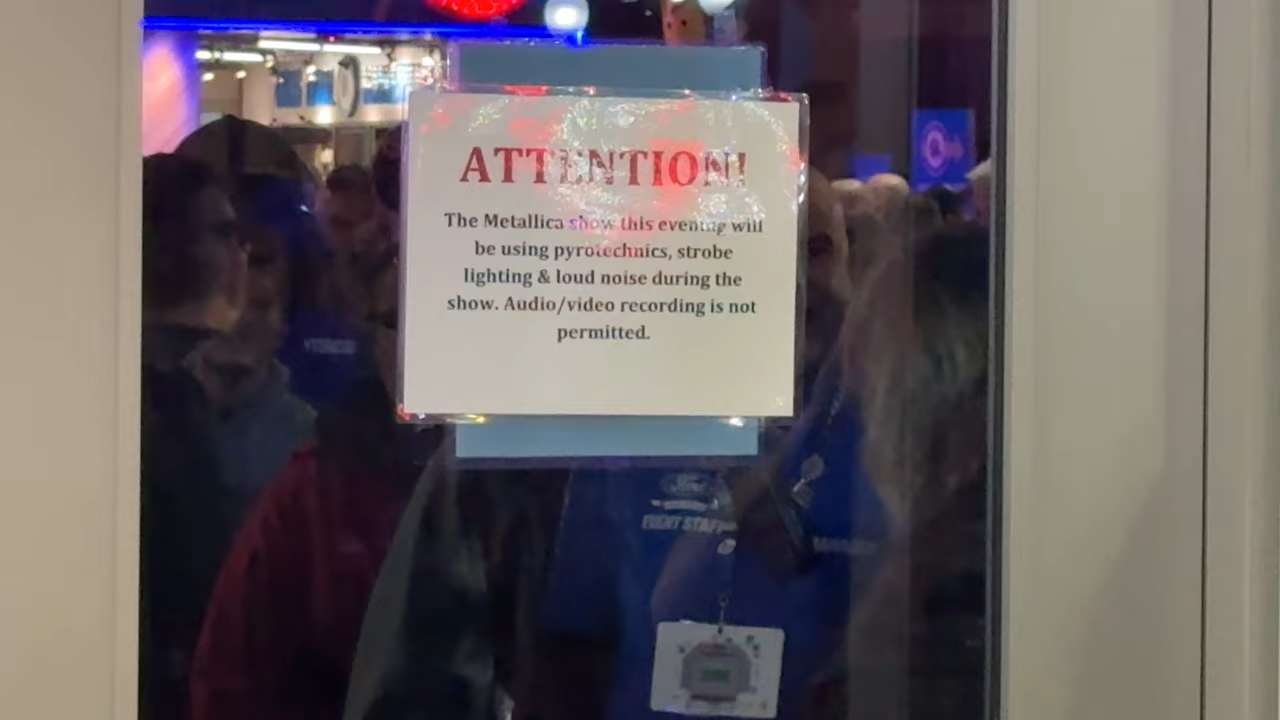 ATTENTION!
The Metallica show this evening will
be using pyrotechnics, strobe
lighting & loud noise during the
show. Audio/video recording is not
permitted.
Ford
EVENT STAFF